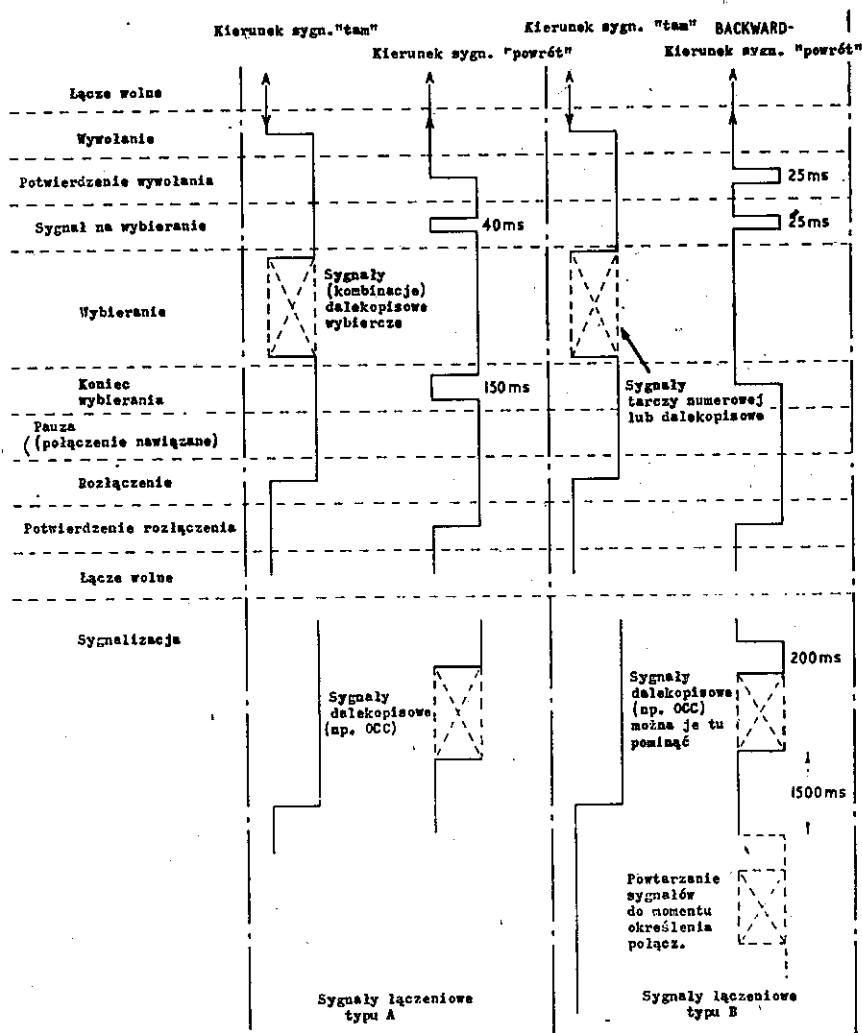 Kierunek sygn."tam"
Kierunek sygn. "powrót"
Kierunek sygn. "tam"
BACKWARD-
Kierunek sygn. "powrót"
Łącze wolne
Wywołanie
Potwierdzenie wywołania
25ms
Sygnał na wybieranie
40ms
25ms
Wybieranie
Sygnały
(kombinacje)
dalekopisowe
wybiercze
Koniec
wybierania
150ms
Sygnały
tarczy numerowej
lub dalekopisowe
Pauza
(połączenie nawiązane)
Rozłączenie
Potwierdzenie rozłączenia
Łącze wolne
Sygnalizacja
200ms
Sygnały
dalekopisowe
(np. OCC)
Sygnały
dalekopisowe
(np. OCC)
można je tu
pominąć
1500ms
Powtarzanie
sygnałów
do momentu
określenia
połącz.
Sygnały łączeniowe
typu A
Sygnały łączeniowe
typu B